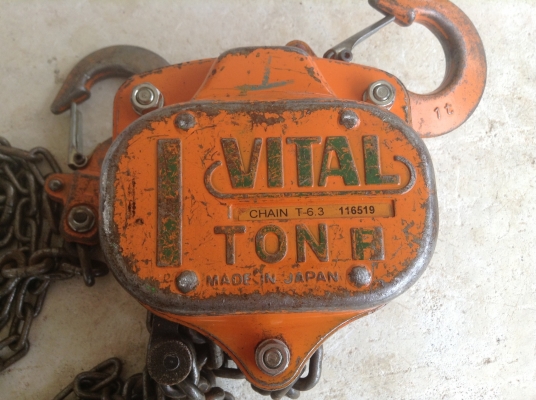 VITAL
CHAIN T-6.3 116519
1 TON
MADE IN JAPAN